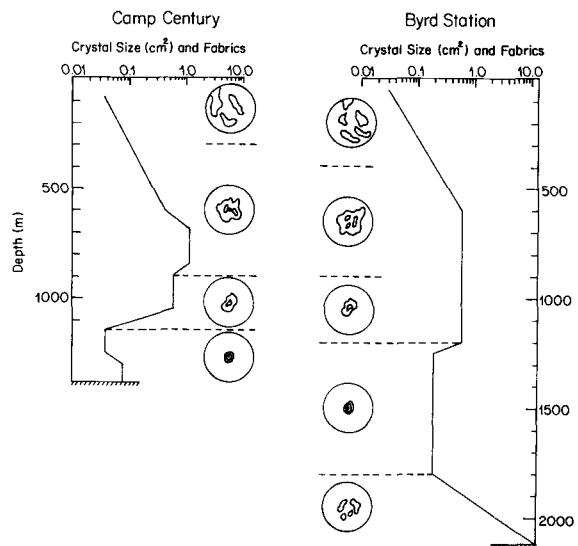 Camp Century
Crystal Size (cm2) and Fabrics
0.01 0.1 1.0 10.0
500
1000
Depth (m)
Byrd Station
Crystal Size (cm2) and Fabrics
0.01 0.1 1.0 10.0
500
1000
1500
2000